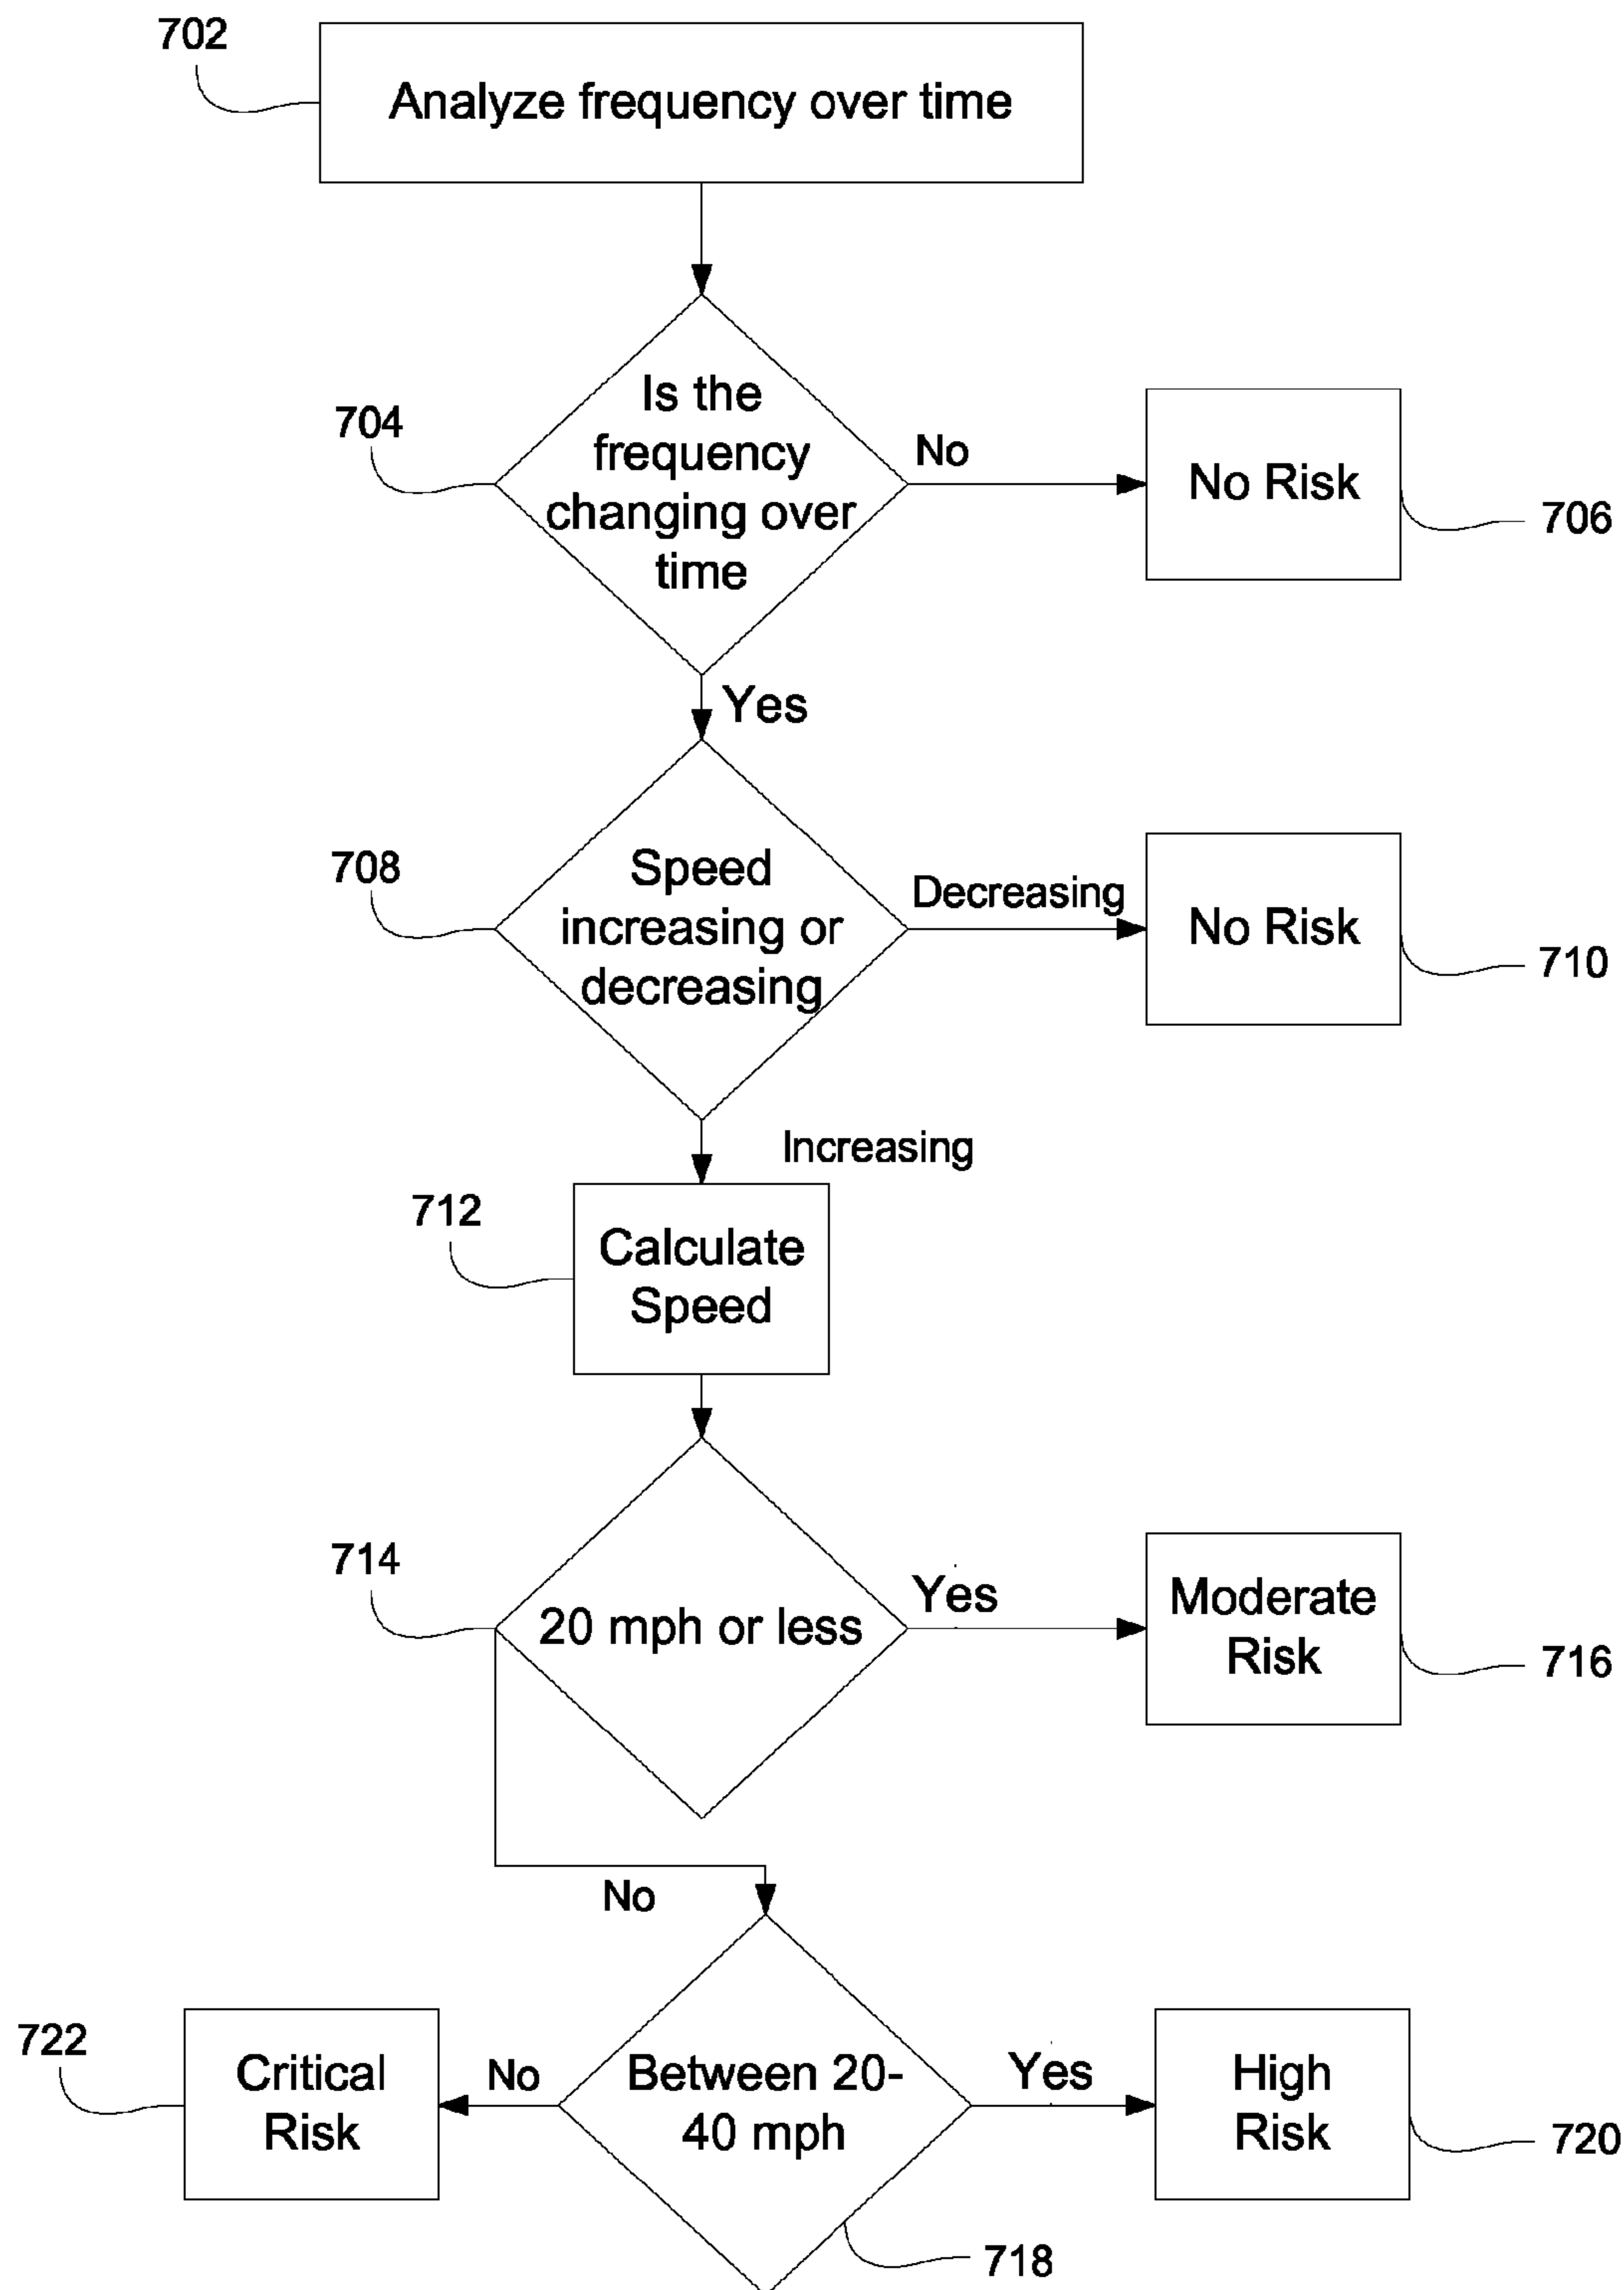 702
Analyze frequency over time
704
Is the
frequency
changing over
time
No
No Risk
706
Yes
708
Speed
increasing or
decreasing
Decreasing
No Risk
710
Increasing
712
Calculate
Speed
714
20 mph or less
Yes
Moderate
Risk
716
No
722
Critical
Risk
No
Between 20-
40 mph
Yes
High
Risk
720
718